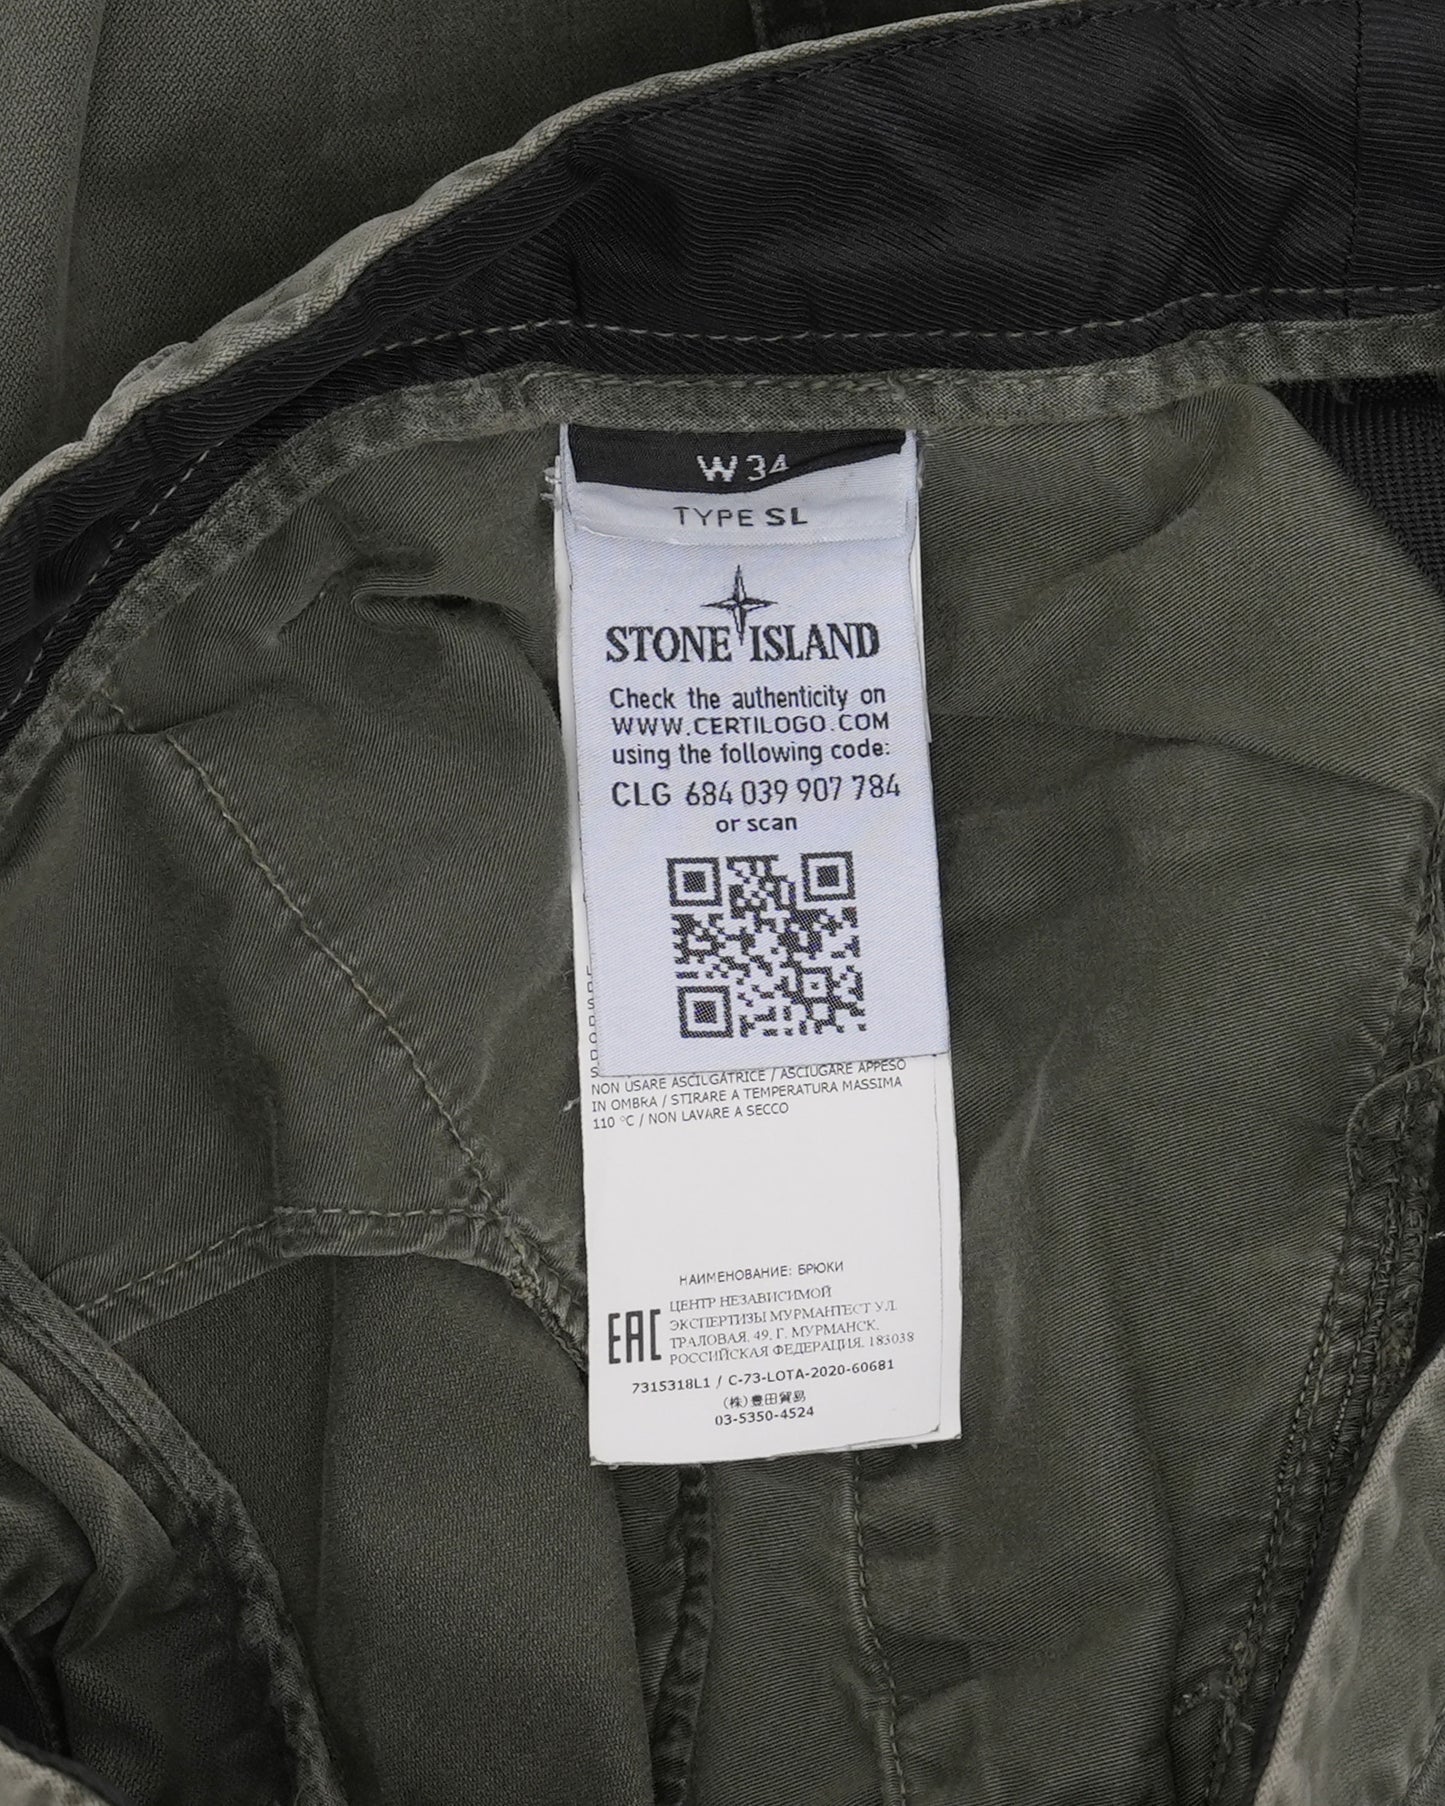 W 34
TYPE SL
STONE ISLAND
Check the authenticity on
WWW.CERTILOGO.COM
using the following code:
CLG 684 039 907 784
or scan
NON USARE ASCILGATRICE / ASCIUGARE APPESO
IN OMBRA / STIRARE A TEMPERATURA MASSIMA
110 °C / NON LAVARE A SECCO
НАИМЕНОВАНИЕ: БРЮКИ
EAC
ЦЕНТР НЕЗАВИСИМОЙ
ЭКСПЕРТИЗЫ МУРМАНТЕСТ УЛ.
ТРАЛОВАЯ, 49, Г. МУРМАНСК,
РОССИЙСКАЯ ФЕДЕРАЦИЯ, 183038
7315318L1 / C-73-LOTA-2020-60681
(株)豊田貿易
03-5350-4524